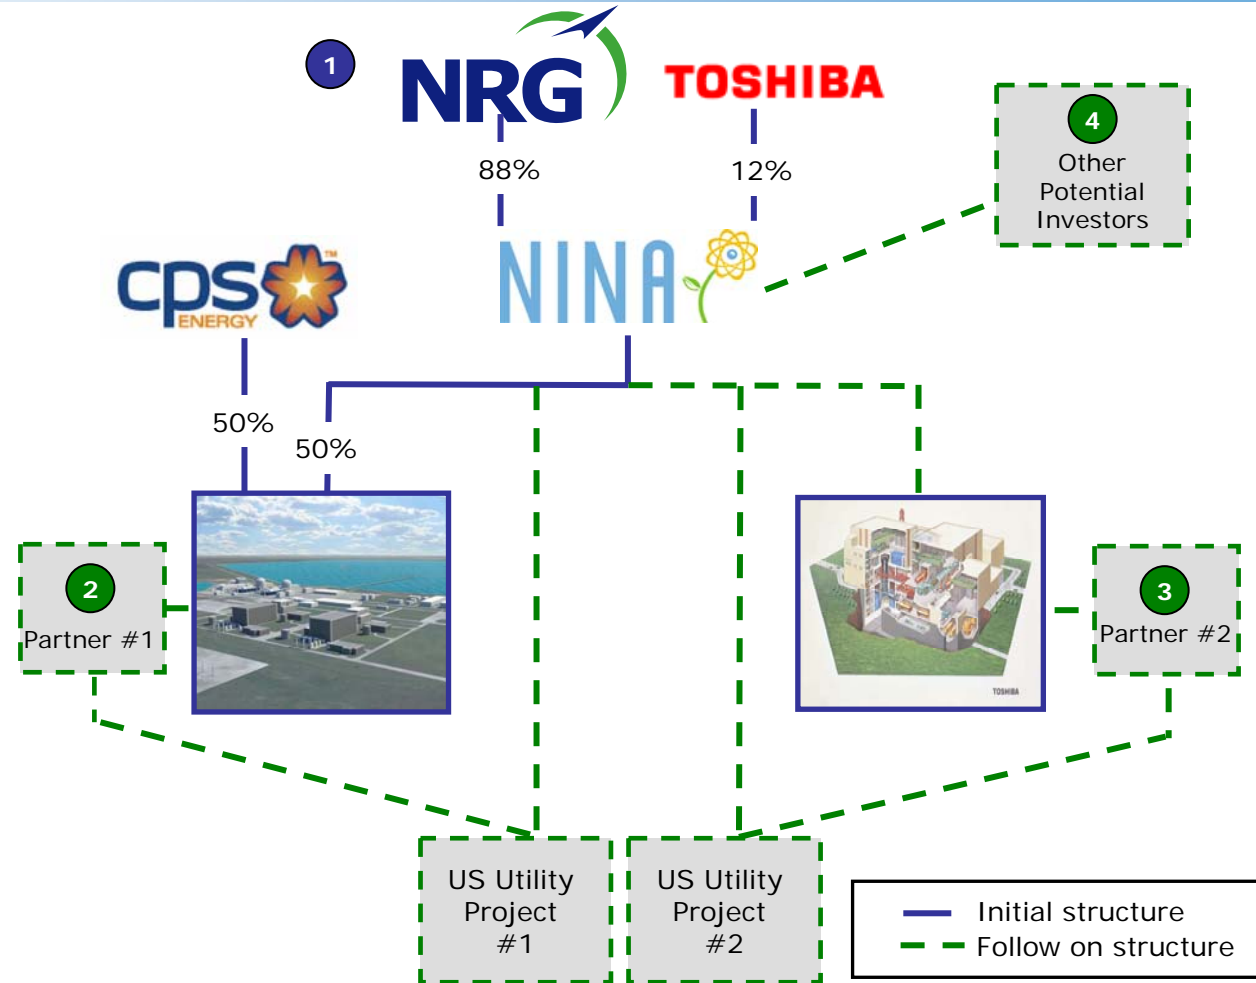 1
NRG
TOSHIBA
4
Other
Potential
Investors
88%
12%
cps
ENERGY
TM
NINA
50%
50%
2
Partner #1
TOSHIBA
3
Partner #2
US Utility
Project
#1
US Utility
Project
#2
Initial structure
Follow on structure